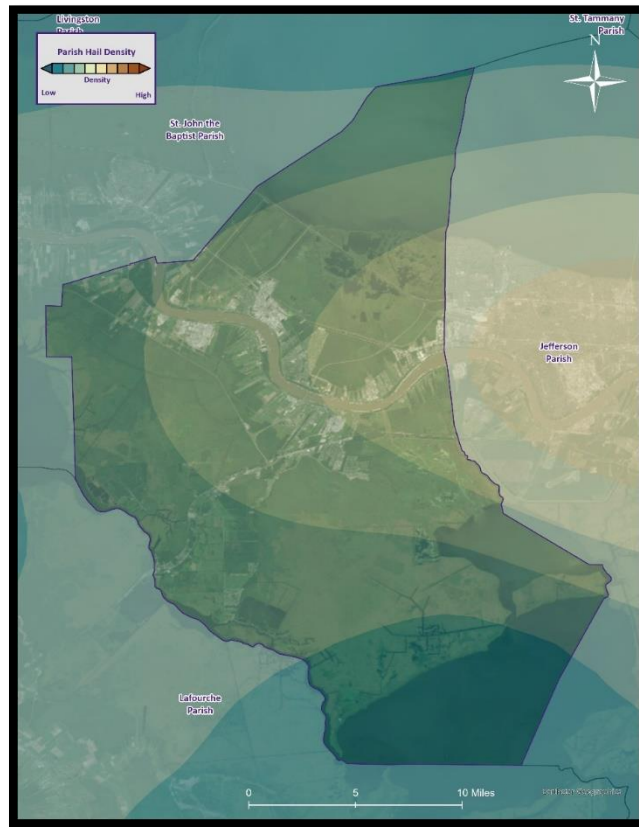 Livingston
Parish
St. Tammany
Parish
N
Parish Hail Density
Density
Low
High
St. John the
Baptist Parish
Jefferson
Parish
Lafourche
Parish
0
5
10 Miles